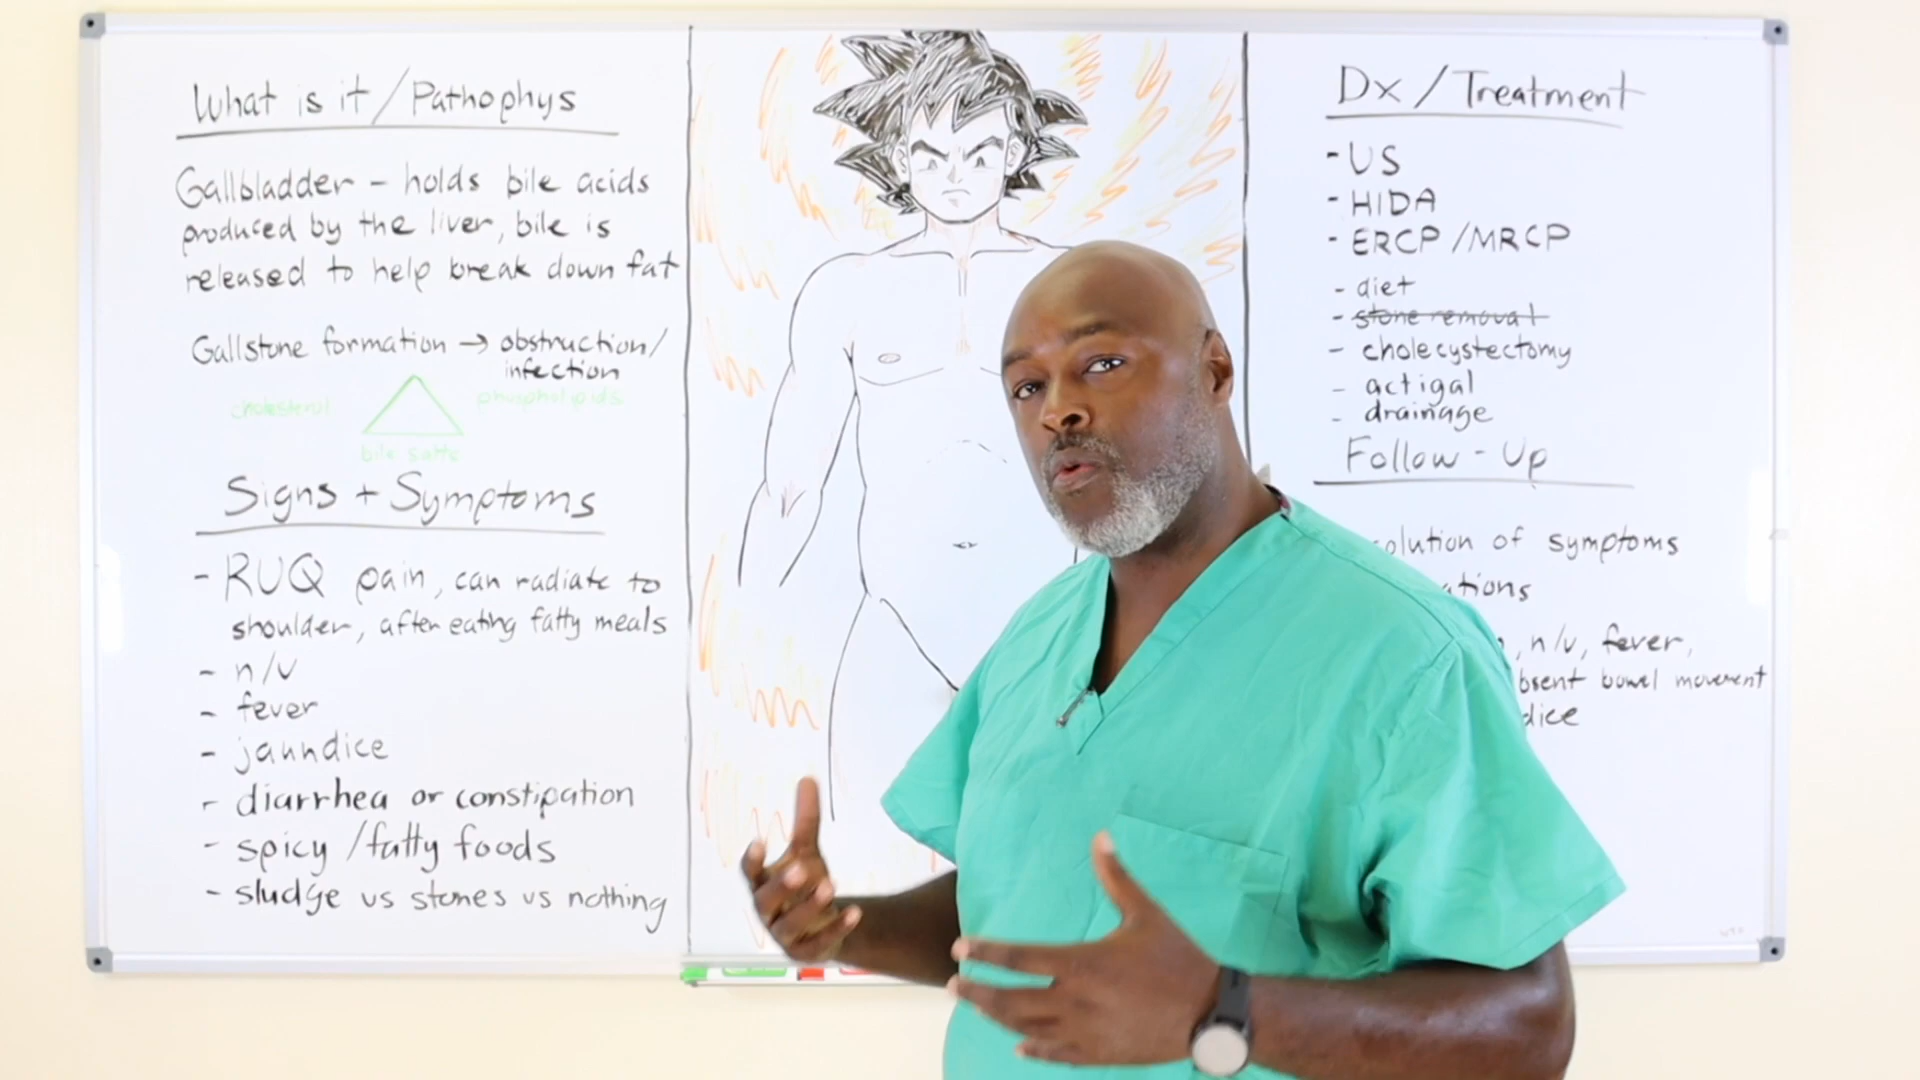 What is it / Pathophys
Gallbladder - holds bile acids
produced by the liver, bile is
released to help break down fat
Gallstone formation → obstruction/
infection
cholesterol
phospholipids
bile salts
Signs + Symptoms
- RUQ pain, can radiate to
shoulder, after eating fatty meals
- n/v
- fever
- jaundice
- diarrhea or constipation
- spicy / fatty foods
- sludge vs stones vs nothing
Dx / Treatment
- US
- HIDA
- ERCP / MRCP
- diet
- stone removal
- cholecystectomy
- actigal
- drainage
Follow - Up
olution of symptoms
ations
, n/v, fever,
bsent bowel movement
dice